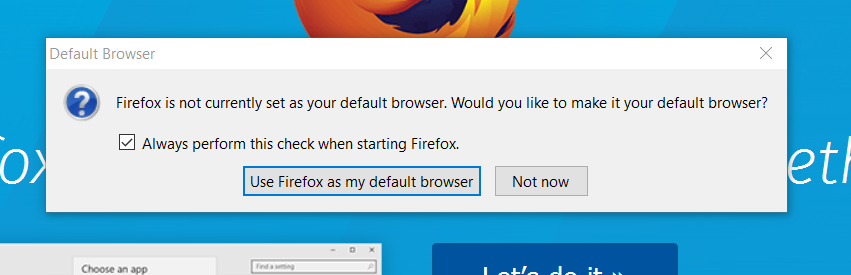 Default Browser
Firefox is not currently set as your default browser. Would you like to make it your default browser?
Always perform this check when starting Firefox.
Use Firefox as my default browser
Not now
Choose an app
Find a setting
Let's do it »